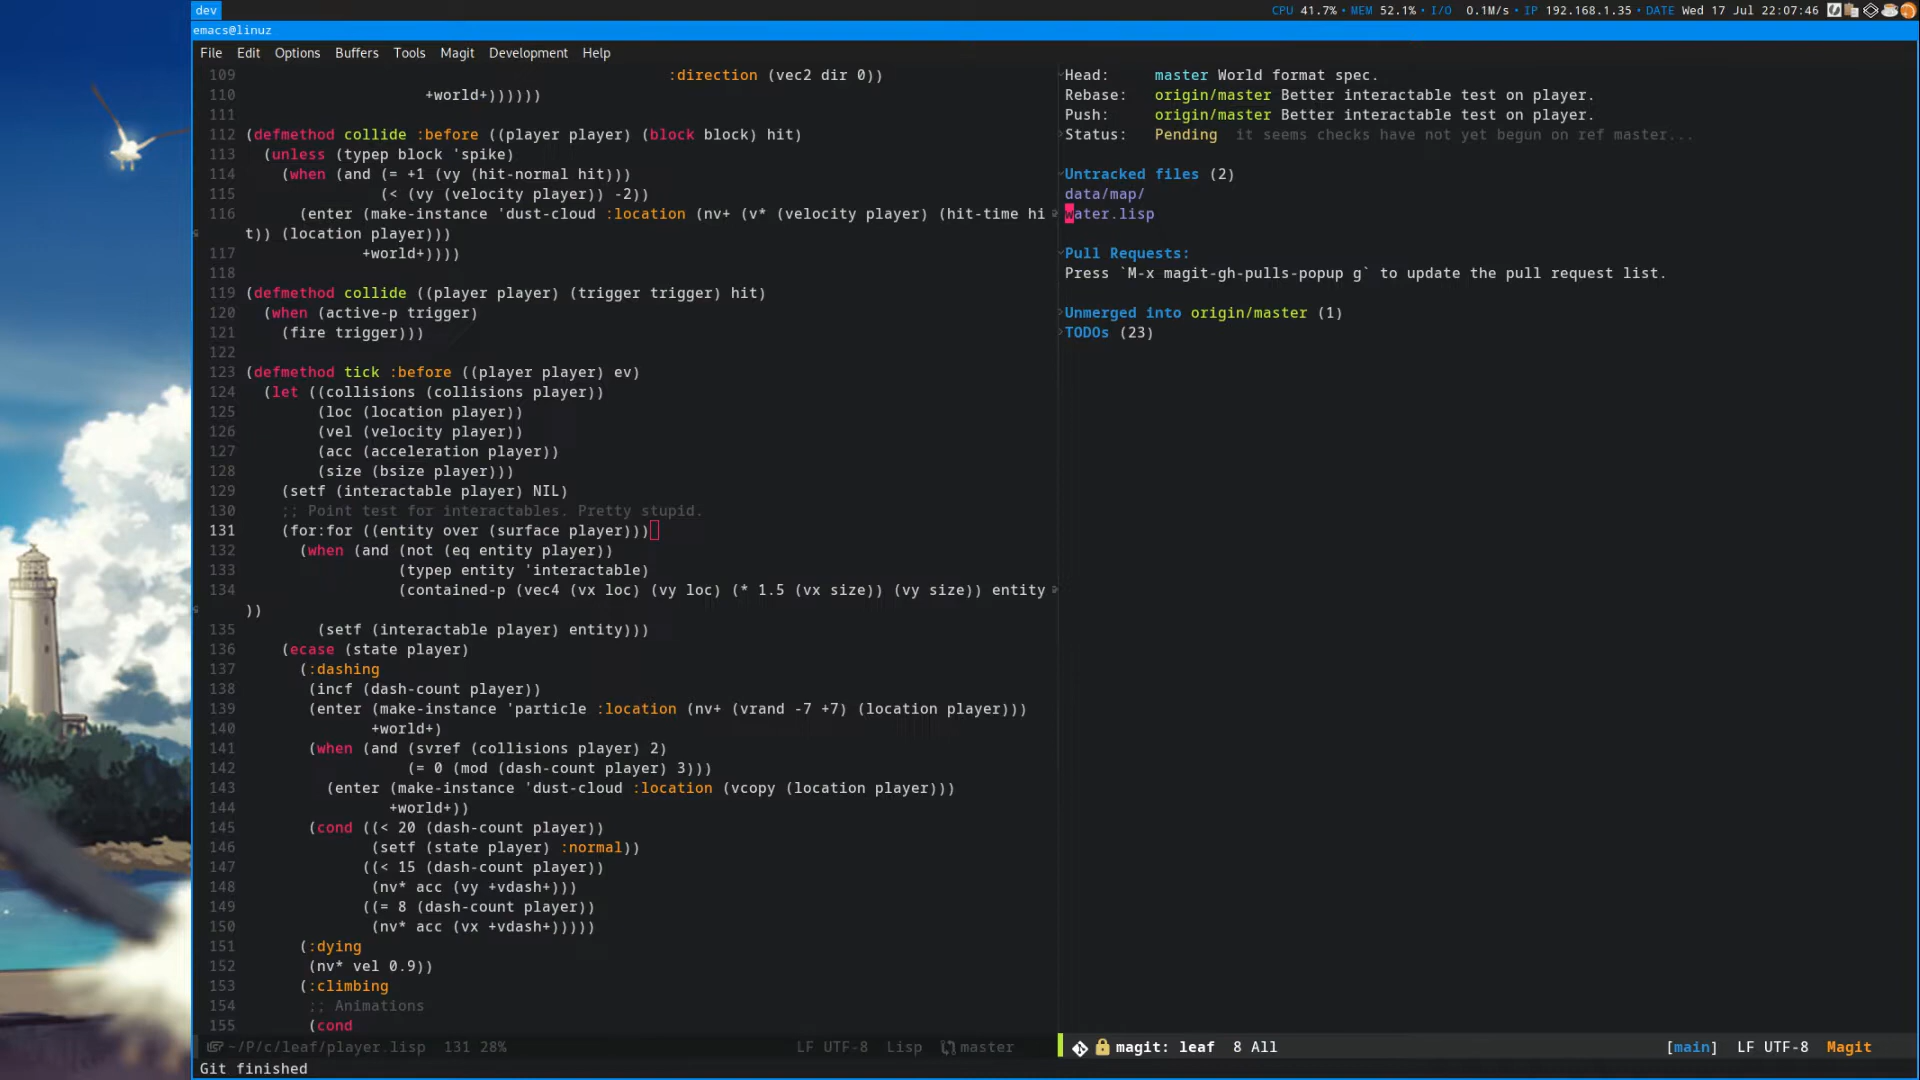 dev
CPU 41.7% • MEM 52.1% • I/O 0.1M/s • IP 192.168.1.35 • DATE Wed 17 Jul 22:07:46
emacs@linuz
File Edit Options Buffers Tools Magit Development Help
109 :direction (vec2 dir 0))
110 +world+))))))
111
112 (defmethod collide :before ((player player) (block block) hit)
113 (unless (typep block 'spike)
114 (when (and (= +1 (vy (hit-normal hit)))
115 (< (vy (velocity player)) -2))
116 (enter (make-instance 'dust-cloud :location (nv+ (v* (velocity player) (hit-time hi
t)) (location player)))
117 +world+))))
118
119 (defmethod collide ((player player) (trigger trigger) hit)
120 (when (active-p trigger)
121 (fire trigger)))
122
123 (defmethod tick :before ((player player) ev)
124 (let ((collisions (collisions player))
125 (loc (location player))
126 (vel (velocity player))
127 (acc (acceleration player))
128 (size (bsize player)))
129 (setf (interactable player) NIL)
130 ;; Point test for interactables. Pretty stupid.
131 (for:for ((entity over (surface player)))
132 (when (and (not (eq entity player))
133 (typep entity 'interactable)
134 (contained-p (vec4 (vx loc) (vy loc) (* 1.5 (vx size)) (vy size)) entity
))
135 (setf (interactable player) entity)))
136 (ecase (state player)
137 (:dashing
138 (incf (dash-count player))
139 (enter (make-instance 'particle :location (nv+ (vrand -7 +7) (location player)))
140 +world+)
141 (when (and (svref (collisions player) 2)
142 (= 0 (mod (dash-count player) 3)))
143 (enter (make-instance 'dust-cloud :location (vcopy (location player)))
144 +world+))
145 (cond ((< 20 (dash-count player))
146 (setf (state player) :normal))
147 ((< 15 (dash-count player))
148 (nv* acc (vy +vdash+)))
149 ((= 8 (dash-count player))
150 (nv* acc (vx +vdash+)))))
151 (:dying
152 (nv* vel 0.9))
153 (:climbing
154 ;; Animations
155 (cond
~/P/c/leaf/player.lisp 131 28% LF UTF-8 Lisp master
Head: master World format spec.
Rebase: origin/master Better interactable test on player.
Push: origin/master Better interactable test on player.
Status: Pending it seems checks have not yet begun on ref master...
Untracked files (2)
data/map/
water.lisp
Pull Requests:
Press `M-x magit-gh-pulls-popup g` to update the pull request list.
Unmerged into origin/master (1)
TODOs (23)
magit: leaf 8 All [main] LF UTF-8 Magit
Git finished